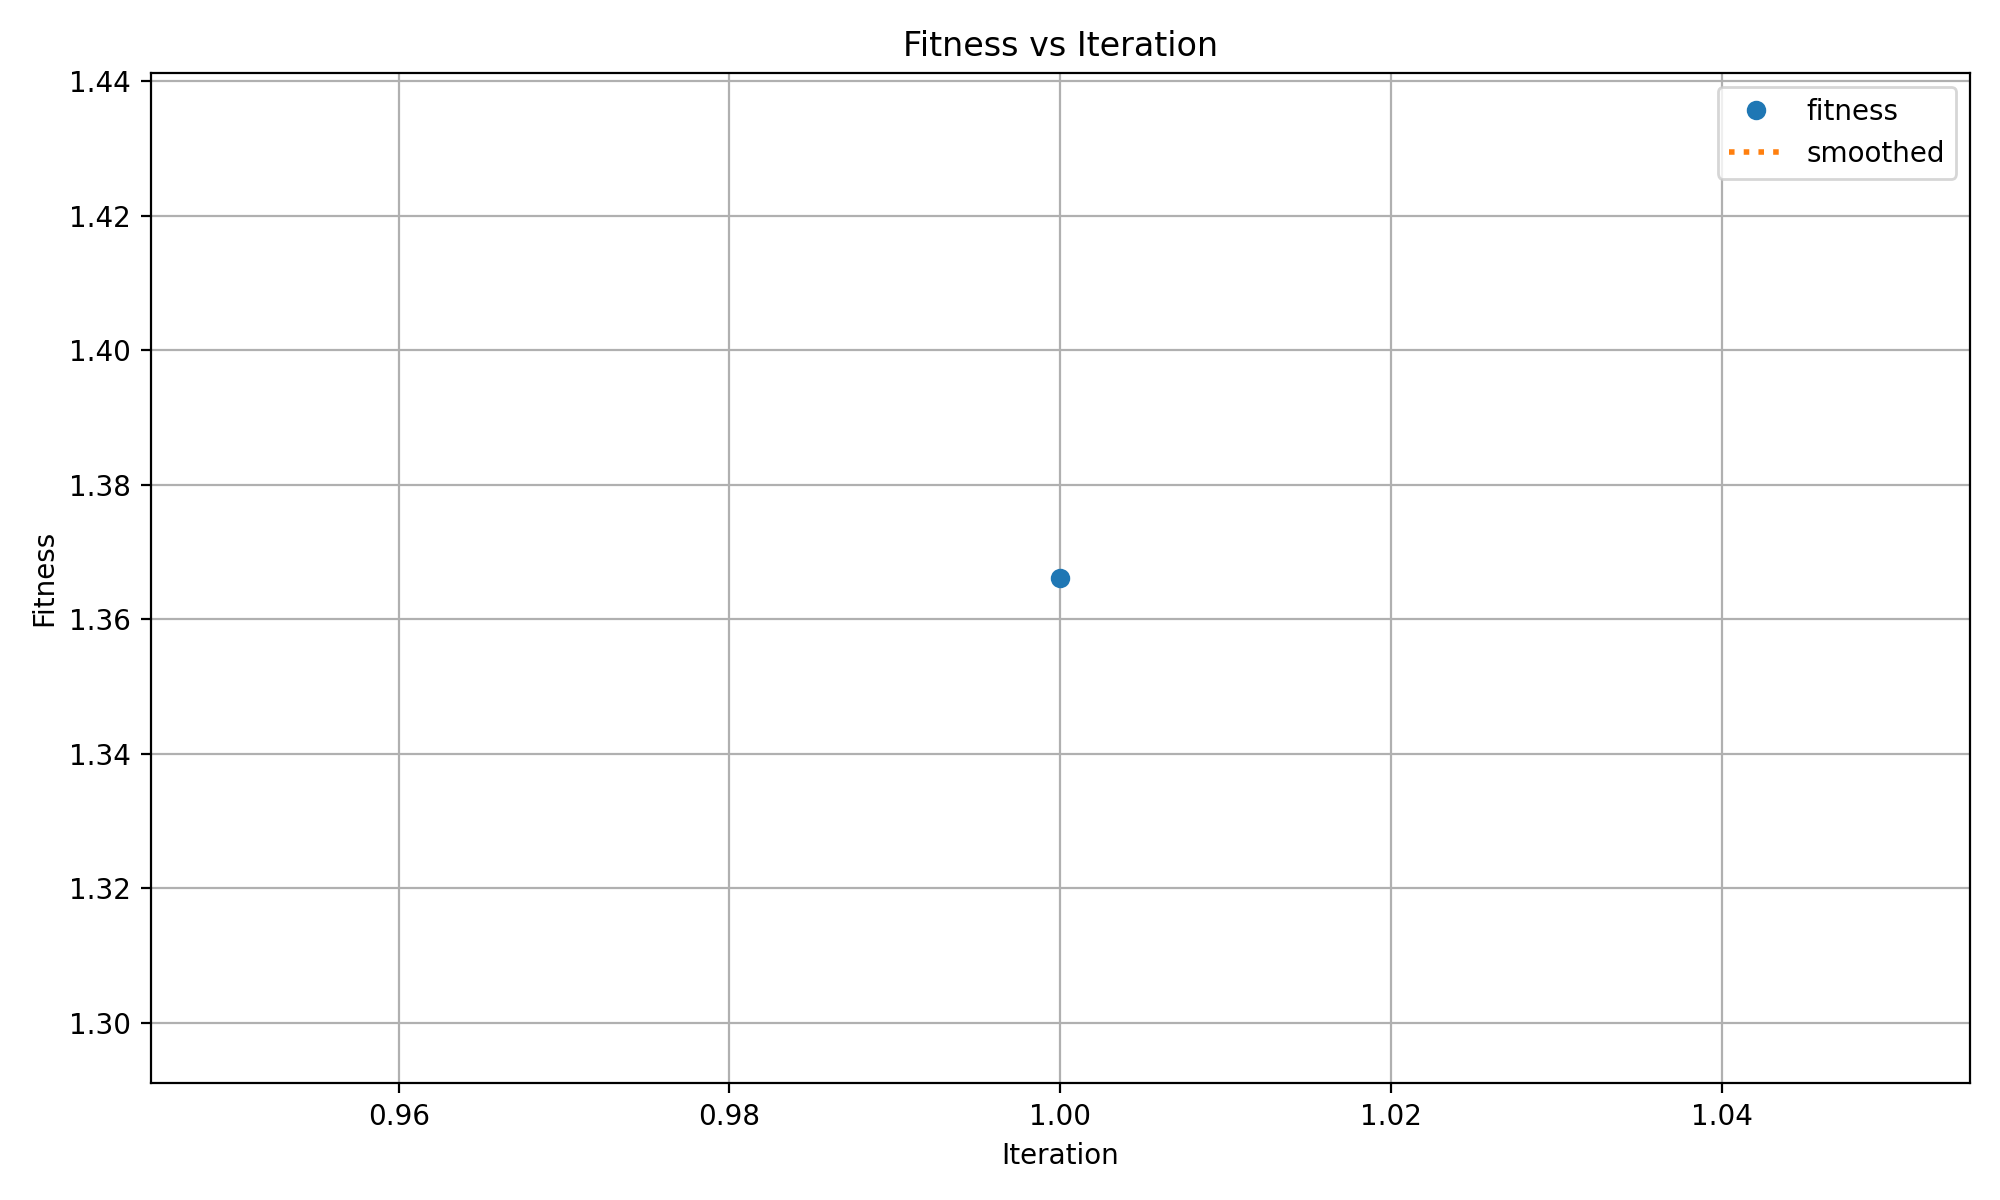 Fitness vs Iteration
fitness
smoothed
1.44
1.42
1.40
1.38
1.36
1.34
1.32
1.30
Fitness
0.96 0.98 1.00 1.02 1.04
Iteration